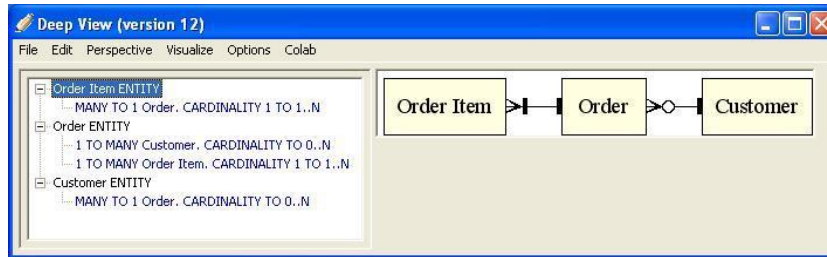 Deep View (version 12)
File Edit Perspective Visualize Options Colab
Order Item ENTITY
MANY TO 1 Order. CARDINALITY 1 TO 1..N
Order ENTITY
1 TO MANY Customer. CARDINALITY TO 0..N
1 TO MANY Order Item. CARDINALITY 1 TO 1..N
Customer ENTITY
MANY TO 1 Order. CARDINALITY TO 0..N
Order Item Order Customer